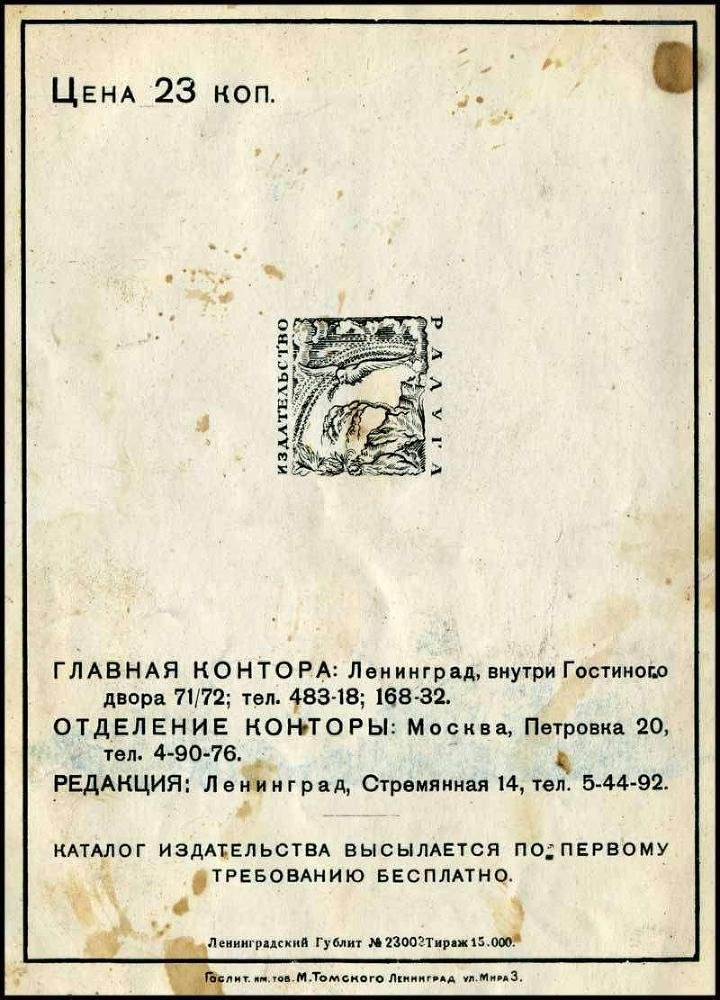 Цена 23 коп.
ИЗДАТЕЛЬСТВО
РАДУГА
ГЛАВНАЯ КОНТОРА: Ленинград, внутри Гостиного
двора 71/72; тел. 483-18; 168-32.
ОТДЕЛЕНИЕ КОНТОРЫ: Москва, Петровка 20,
тел. 4-90-76.
РЕДАКЦИЯ: Ленинград, Стремянная 14, тел. 5-44-92.
КАТАЛОГ ИЗДАТЕЛЬСТВА ВЫСЫЛАЕТСЯ ПО ПЕРВОМУ
ТРЕБОВАНИЮ БЕСПЛАТНО.
Ленинградский Гублит № Тираж 15.000.
Гослит. им. тов. М. Томского Ленинград ул. Мира 3.